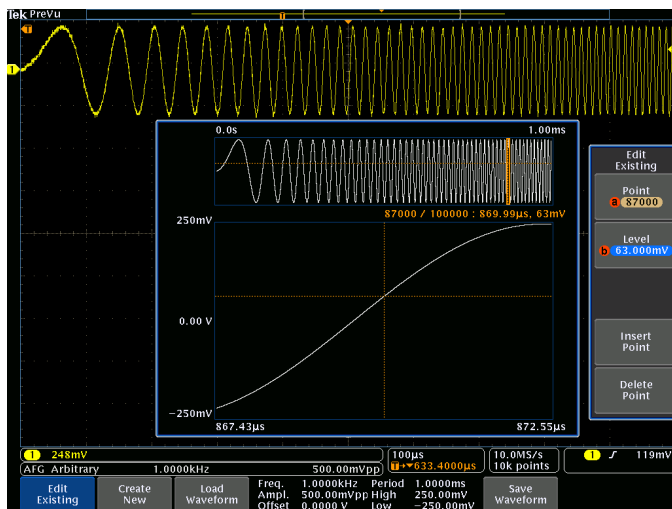 Tek PreVu
T
1
0.0s 1.00ms
87000 / 100000 : 869.99µs, 63mV
250mV
0.00 V
−250mV
867.43µs 872.55µs
Edit
Existing
Point
a 87000
Level
b 63.000mV
Insert
Point
Delete
Point
1 248mV
AFG Arbitrary 1.0000kHz 500.00mVpp
100µs
T→▼633.4000µs
10.0MS/s
10k points
1 119mV
Edit
Existing
Create
New
Load
Waveform
Freq. 1.0000kHz Period 1.0000ms
Ampl. 500.00mVpp High 250.00mV
Offset 0.0000 V Low −250.00mV
Save
Waveform